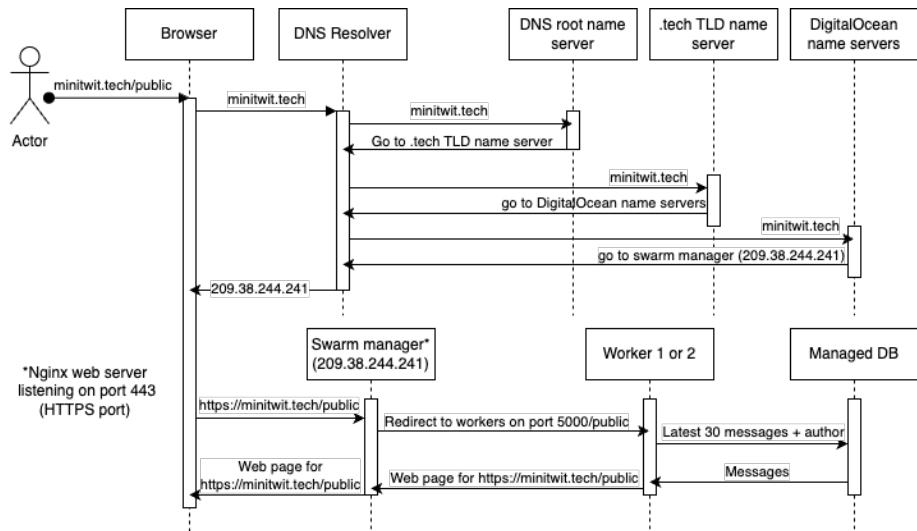 Browser
DNS Resolver
DNS root name
server
.tech TLD name
server
DigitalOcean
name servers
minitwit.tech/public
Actor
minitwit.tech
minitwit.tech
Go to .tech TLD name server
minitwit.tech
go to DigitalOcean name servers
minitwit.tech
go to swarm manager (209.38.244.241)
209.38.244.241
Swarm manager*
(209.38.244.241)
Worker 1 or 2
Managed DB
*Nginx web server
listening on port 443
(HTTPS port)
https://minitwit.tech/public
Redirect to workers on port 5000/public
Latest 30 messages + author
Messages
Web page for https://minitwit.tech/public
Web page for
https://minitwit.tech/public